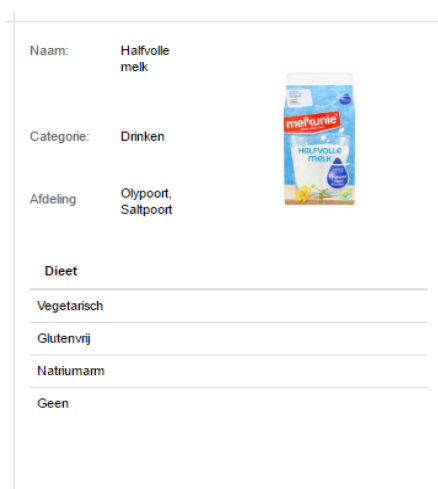 Naam: Halfvolle
melk
melkunie
HALFVOLLE
MELK
Categorie: Drinken
Afdeling Olypoort,
Saltpoort
Dieet
Vegetarisch
Glutenvrij
Natriumarm
Geen